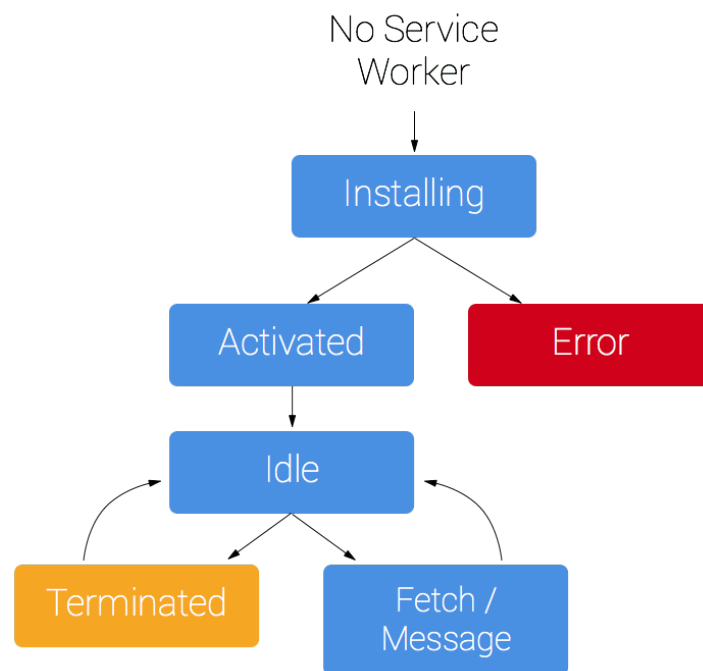 No Service
Worker
Installing
Activated
Error
Idle
Terminated
Fetch /
Message